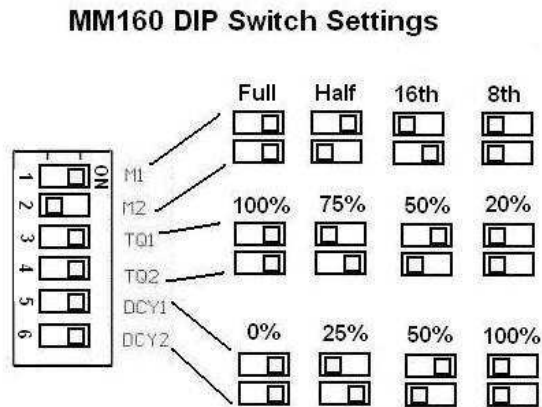 MM160 DIP Switch Settings
Full Half 16th 8th
ON
1 M1
2 M2
100% 75% 50% 20%
3 TQ1
4 TQ2
5 DCY1
6 DCY2
0% 25% 50% 100%